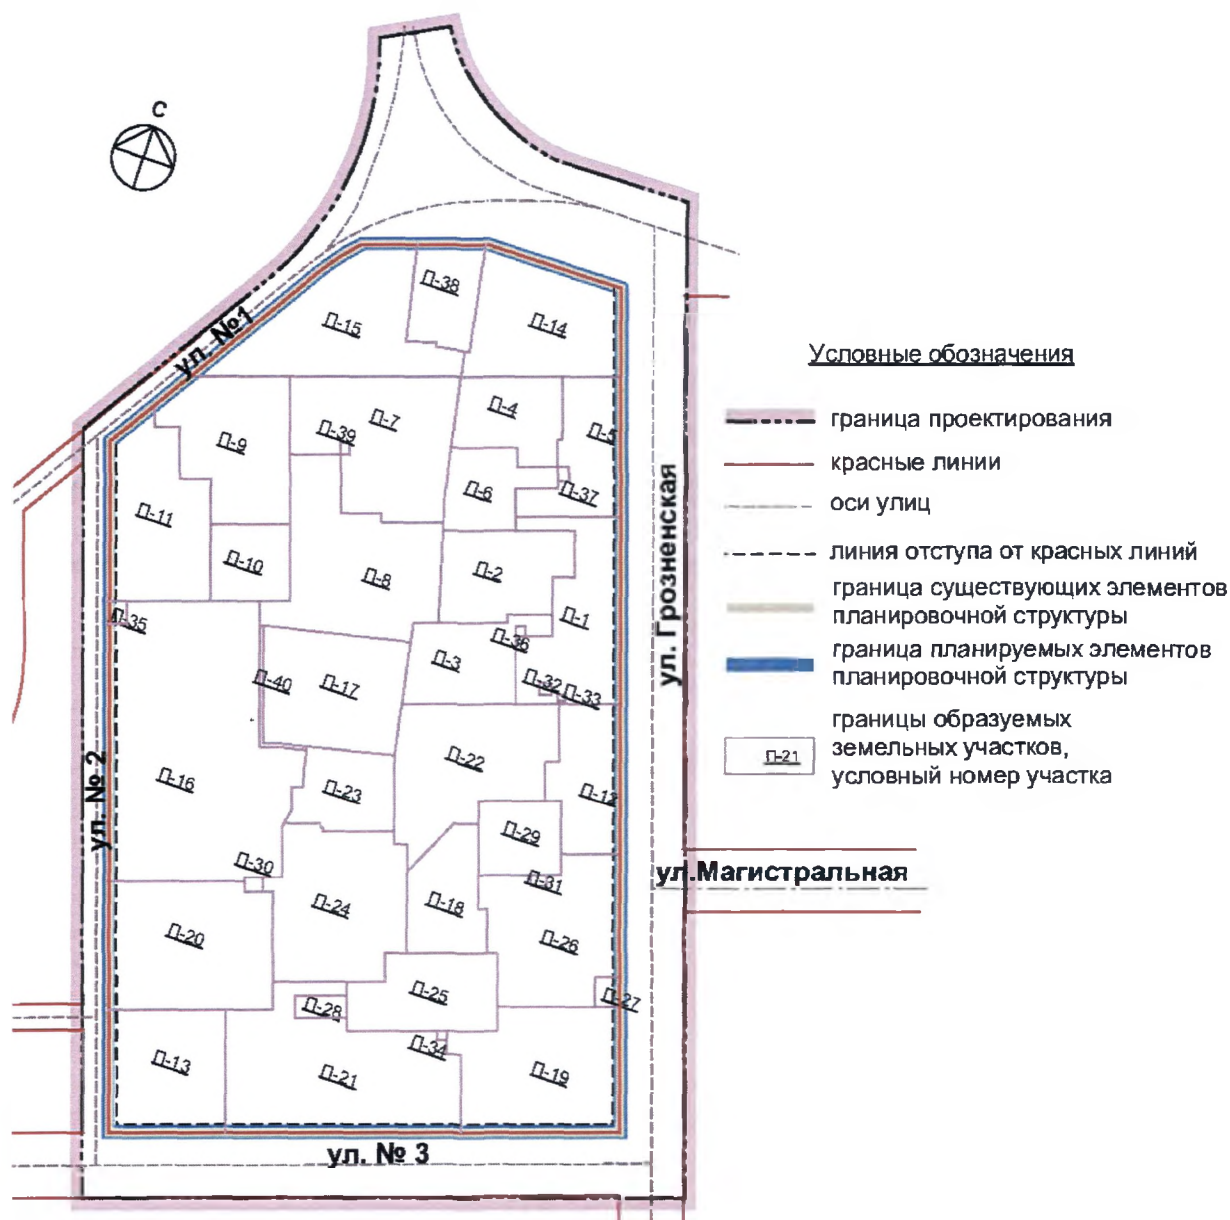 С
П-38
П-15
П-14
ул. №1
Условные обозначения
граница проектирования
красные линии
оси улиц
линия отступа от красных линий
граница существующих элементов
планировочной структуры
граница планируемых элементов
планировочной структуры
границы образуемых
земельных участков,
условный номер участка
П-21
П-4
П-7
П-39
П-5
П-9
П-6
П-37
П-11
П-10
П-8
П-2
ул. Грозненская
П-35
П-1
П-36
П-3
П-40
П-17
П-32
П-33
П-22
П-16
П-23
П-12
ул. № 2
П-29
П-30
П-31
ул.Магистральная
П-24
П-18
П-20
П-26
П-25
П-27
П-28
П-34
П-13
П-21
П-19
ул. № 3